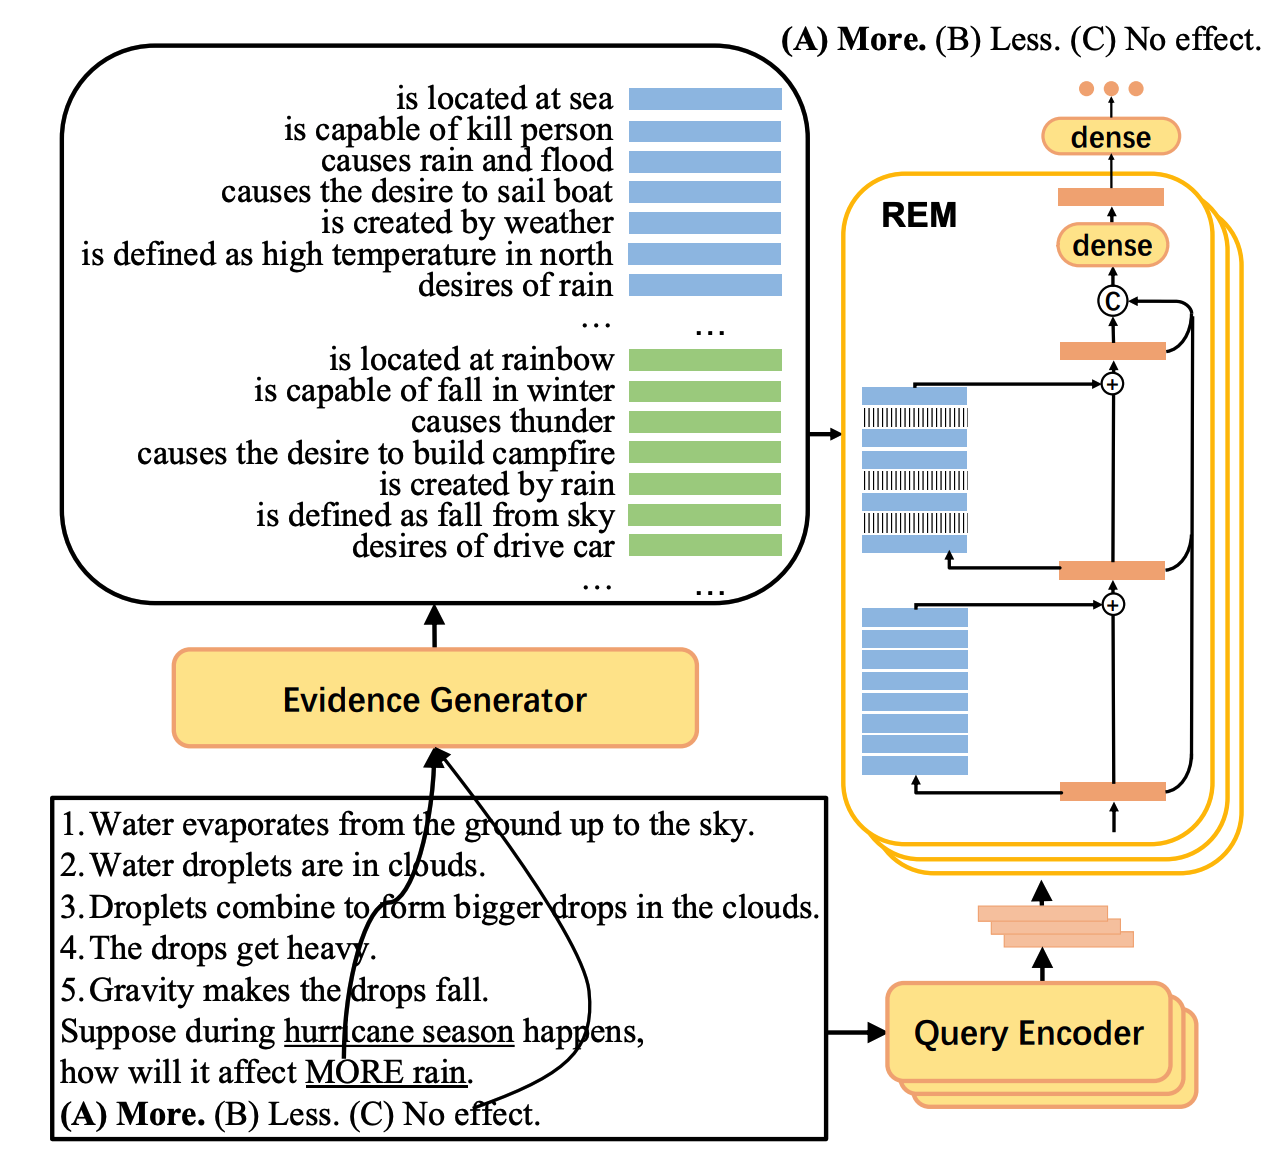 (A) More. (B) Less. (C) No effect.
is located at sea
is capable of kill person
causes rain and flood
causes the desire to sail boat
is created by weather
is defined as high temperature in north
desires of rain
... ...
is located at rainbow
is capable of fall in winter
causes thunder
causes the desire to build campfire
is created by rain
is defined as fall from sky
desires of drive car
... ...
Evidence Generator
1. Water evaporates from the ground up to the sky.
2. Water droplets are in clouds.
3. Droplets combine to form bigger drops in the clouds.
4. The drops get heavy.
5. Gravity makes the drops fall.
Suppose during hurricane season happens,
how will it affect MORE rain.
(A) More. (B) Less. (C) No effect.
dense
REM
dense
C
+
+
Query Encoder